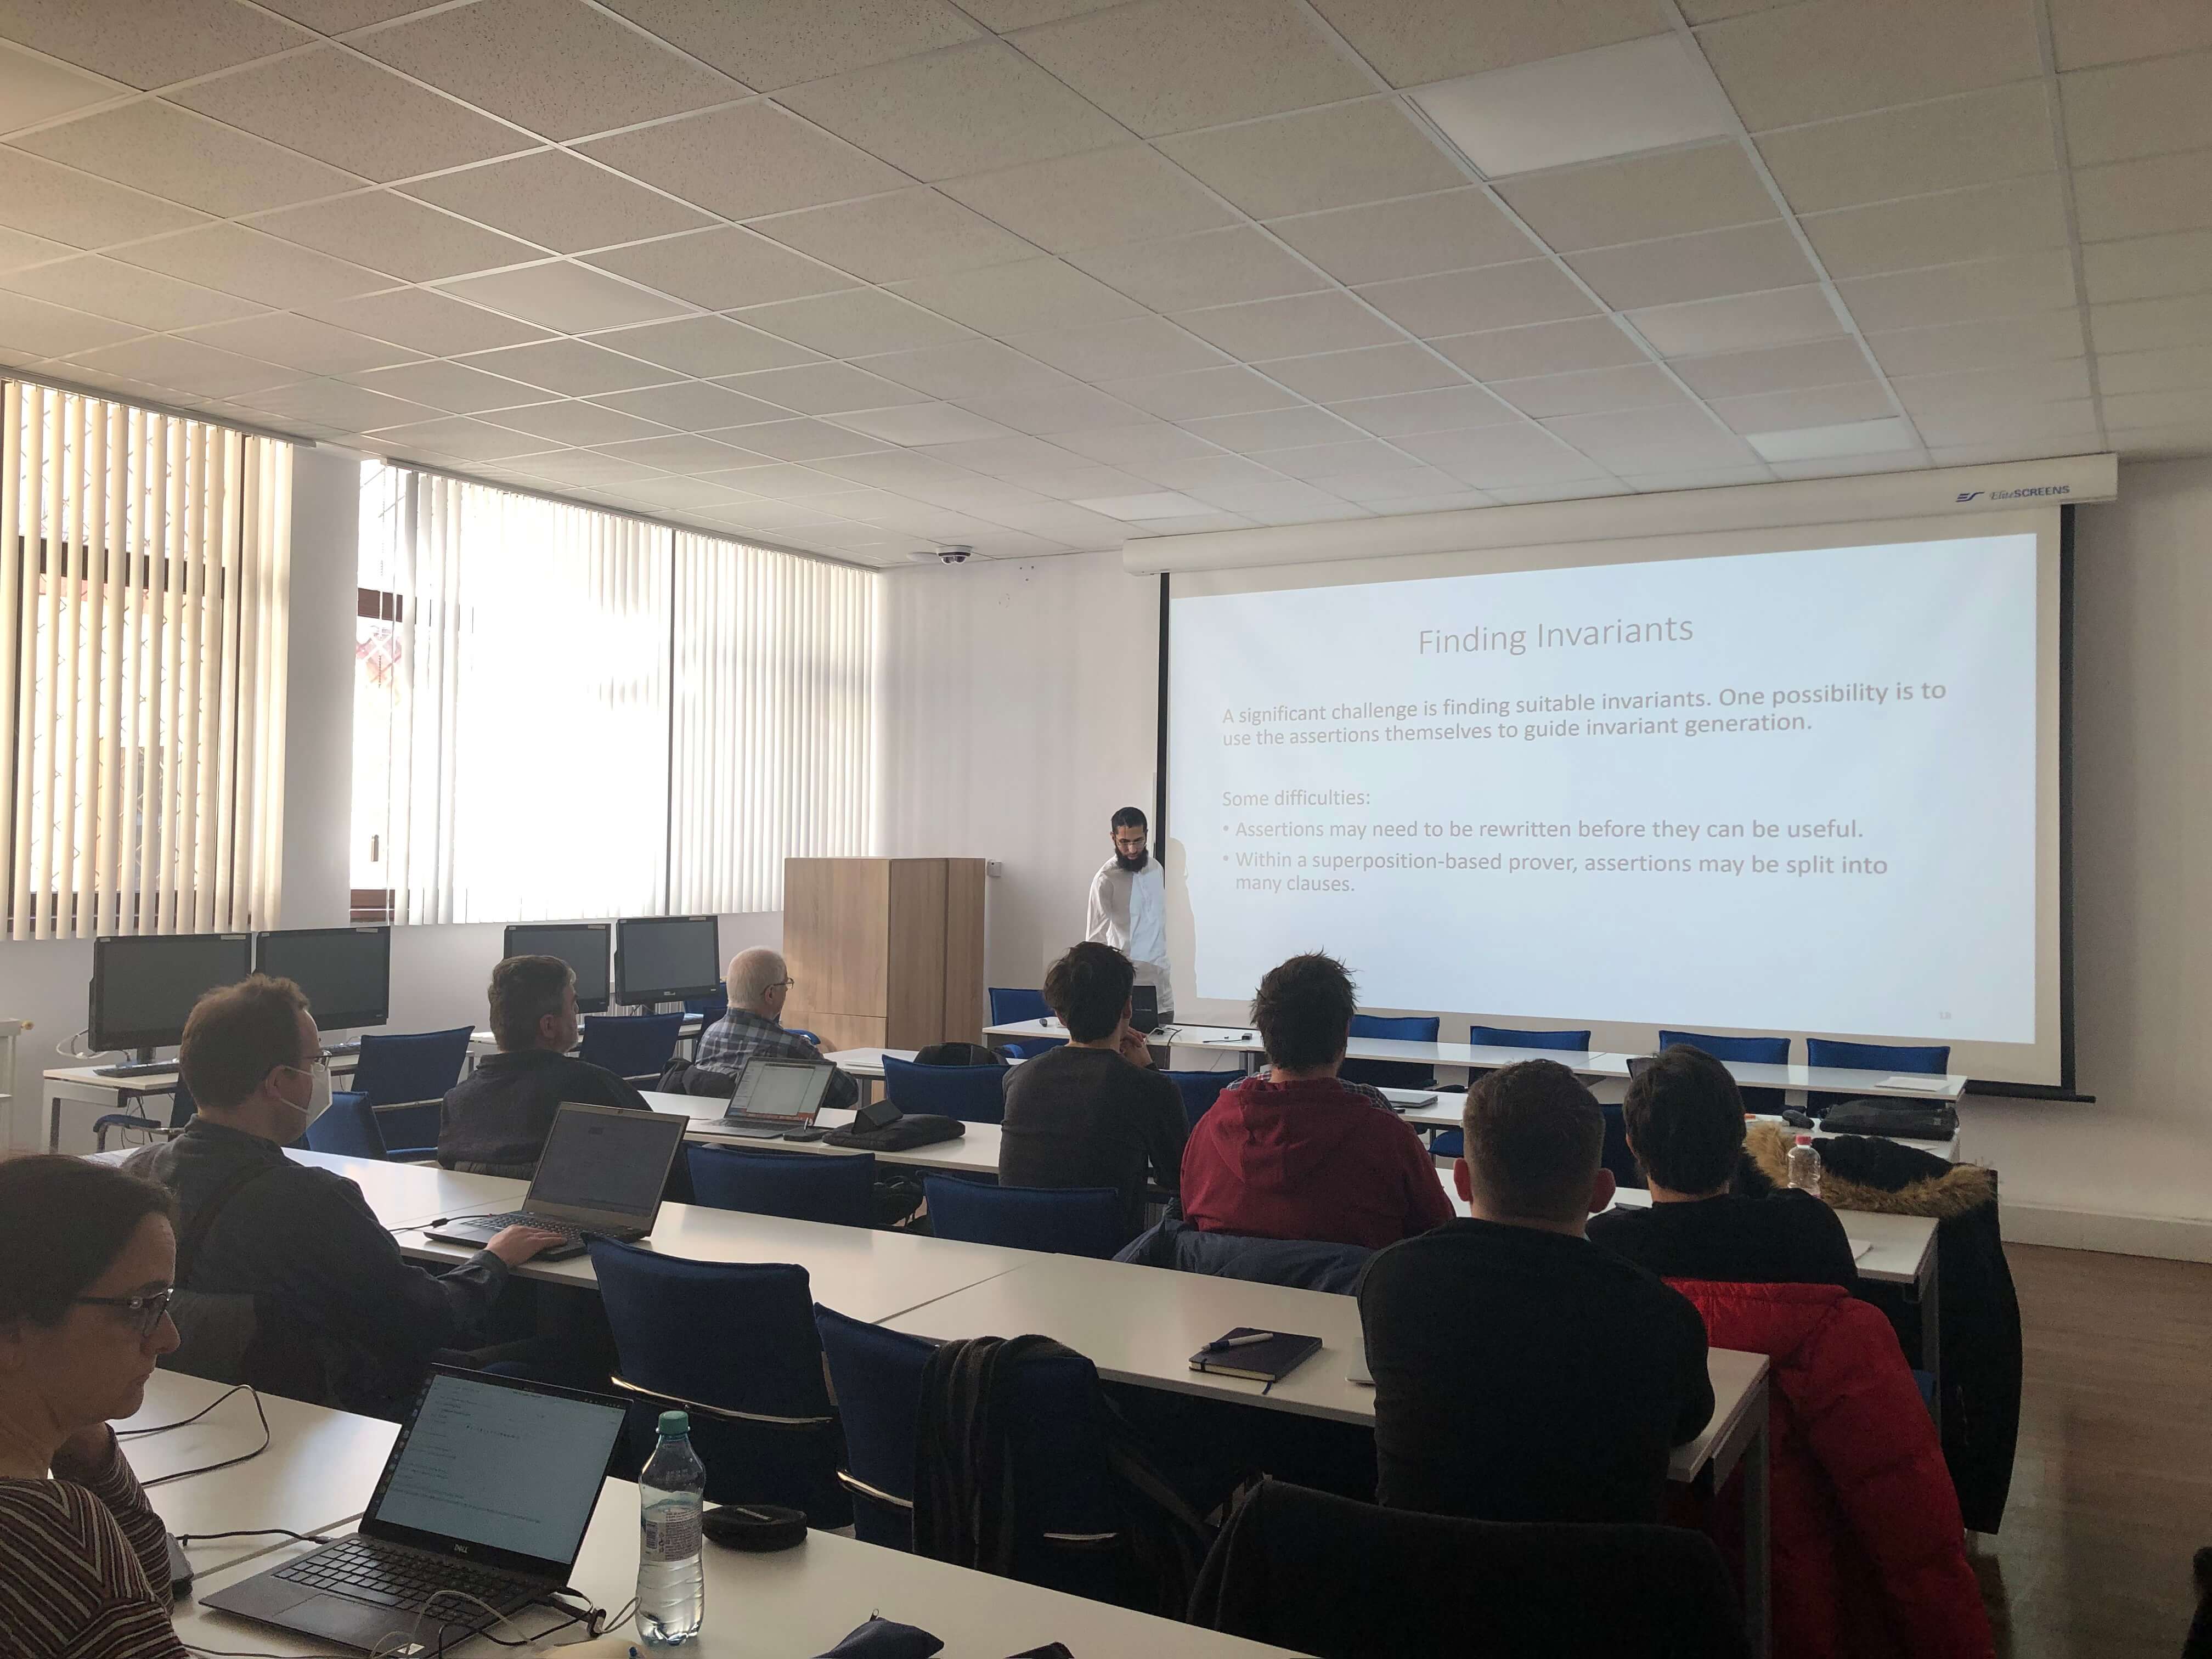 EliteSCREENS
Finding Invariants
A significant challenge is finding suitable invariants. One possibility is to
use the assertions themselves to guide invariant generation.
Some difficulties:
• Assertions may need to be rewritten before they can be useful.
• Within a superposition-based prover, assertions may be split into
many clauses.
18
DELL